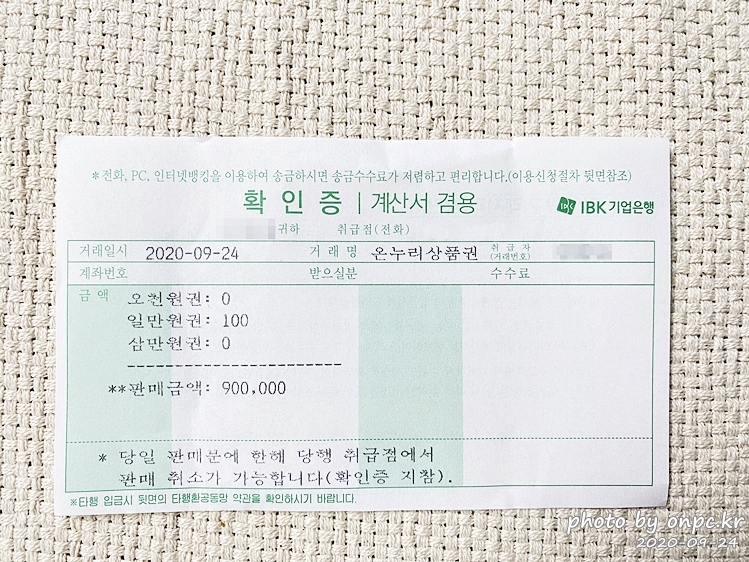 *전화, PC, 인터넷뱅킹을 이용하여 송금하시면 송금수수료가 저렴하고 편리합니다.(이용신청절차 뒷면참조)
확인증 | 계산서 겸용 IBK 기업은행
귀하 취급점(전화)
거래일시 2020-09-24 거래명 온누리상품권 취급자 (거래번호)
계좌번호 받으실분 수수료
금액 오천원권: 0
일만원권: 100
삼만원권: 0
-----------------------
**판매금액: 900,000
* 당일 판매분에 한해 당행 취급점에서
판매 취소가 가능합니다(확인증 지참).
※타행 입금시 뒷면의 타행환공동망 약관을 확인하시기 바랍니다.
photo by onpc.kr
2020-09-24